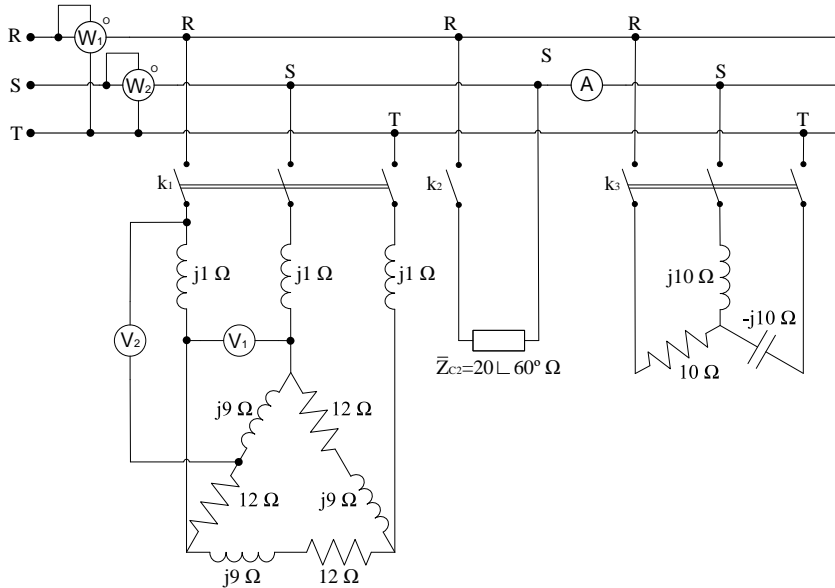 R W₁ o R R R
S W₂ o S S A S
T T T
k₁ k₂ k₃
j1 Ω j1 Ω j1 Ω j10 Ω
V₂ V₁ -j10 Ω
Z̅C2=20∟60º Ω 10 Ω
j9 Ω 12 Ω
12 Ω j9 Ω
j9 Ω 12 Ω